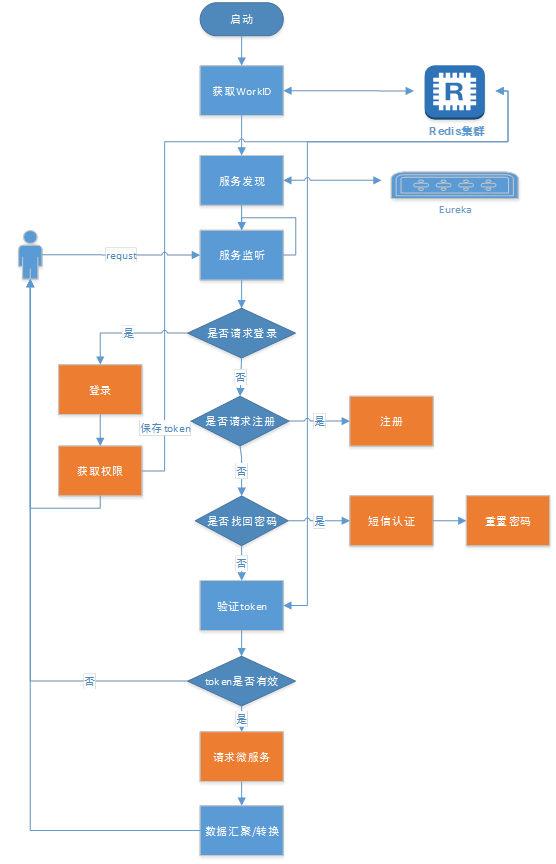 启动
获取WorkID
Redis集群
服务发现
Eureka
requst
服务监听
是否请求登录
是
否
登录
保存token
是否请求注册
是
注册
获取权限
否
是否找回密码
是
短信认证
重置密码
否
验证token
token是否有效
否
是
请求微服务
数据汇聚/转换